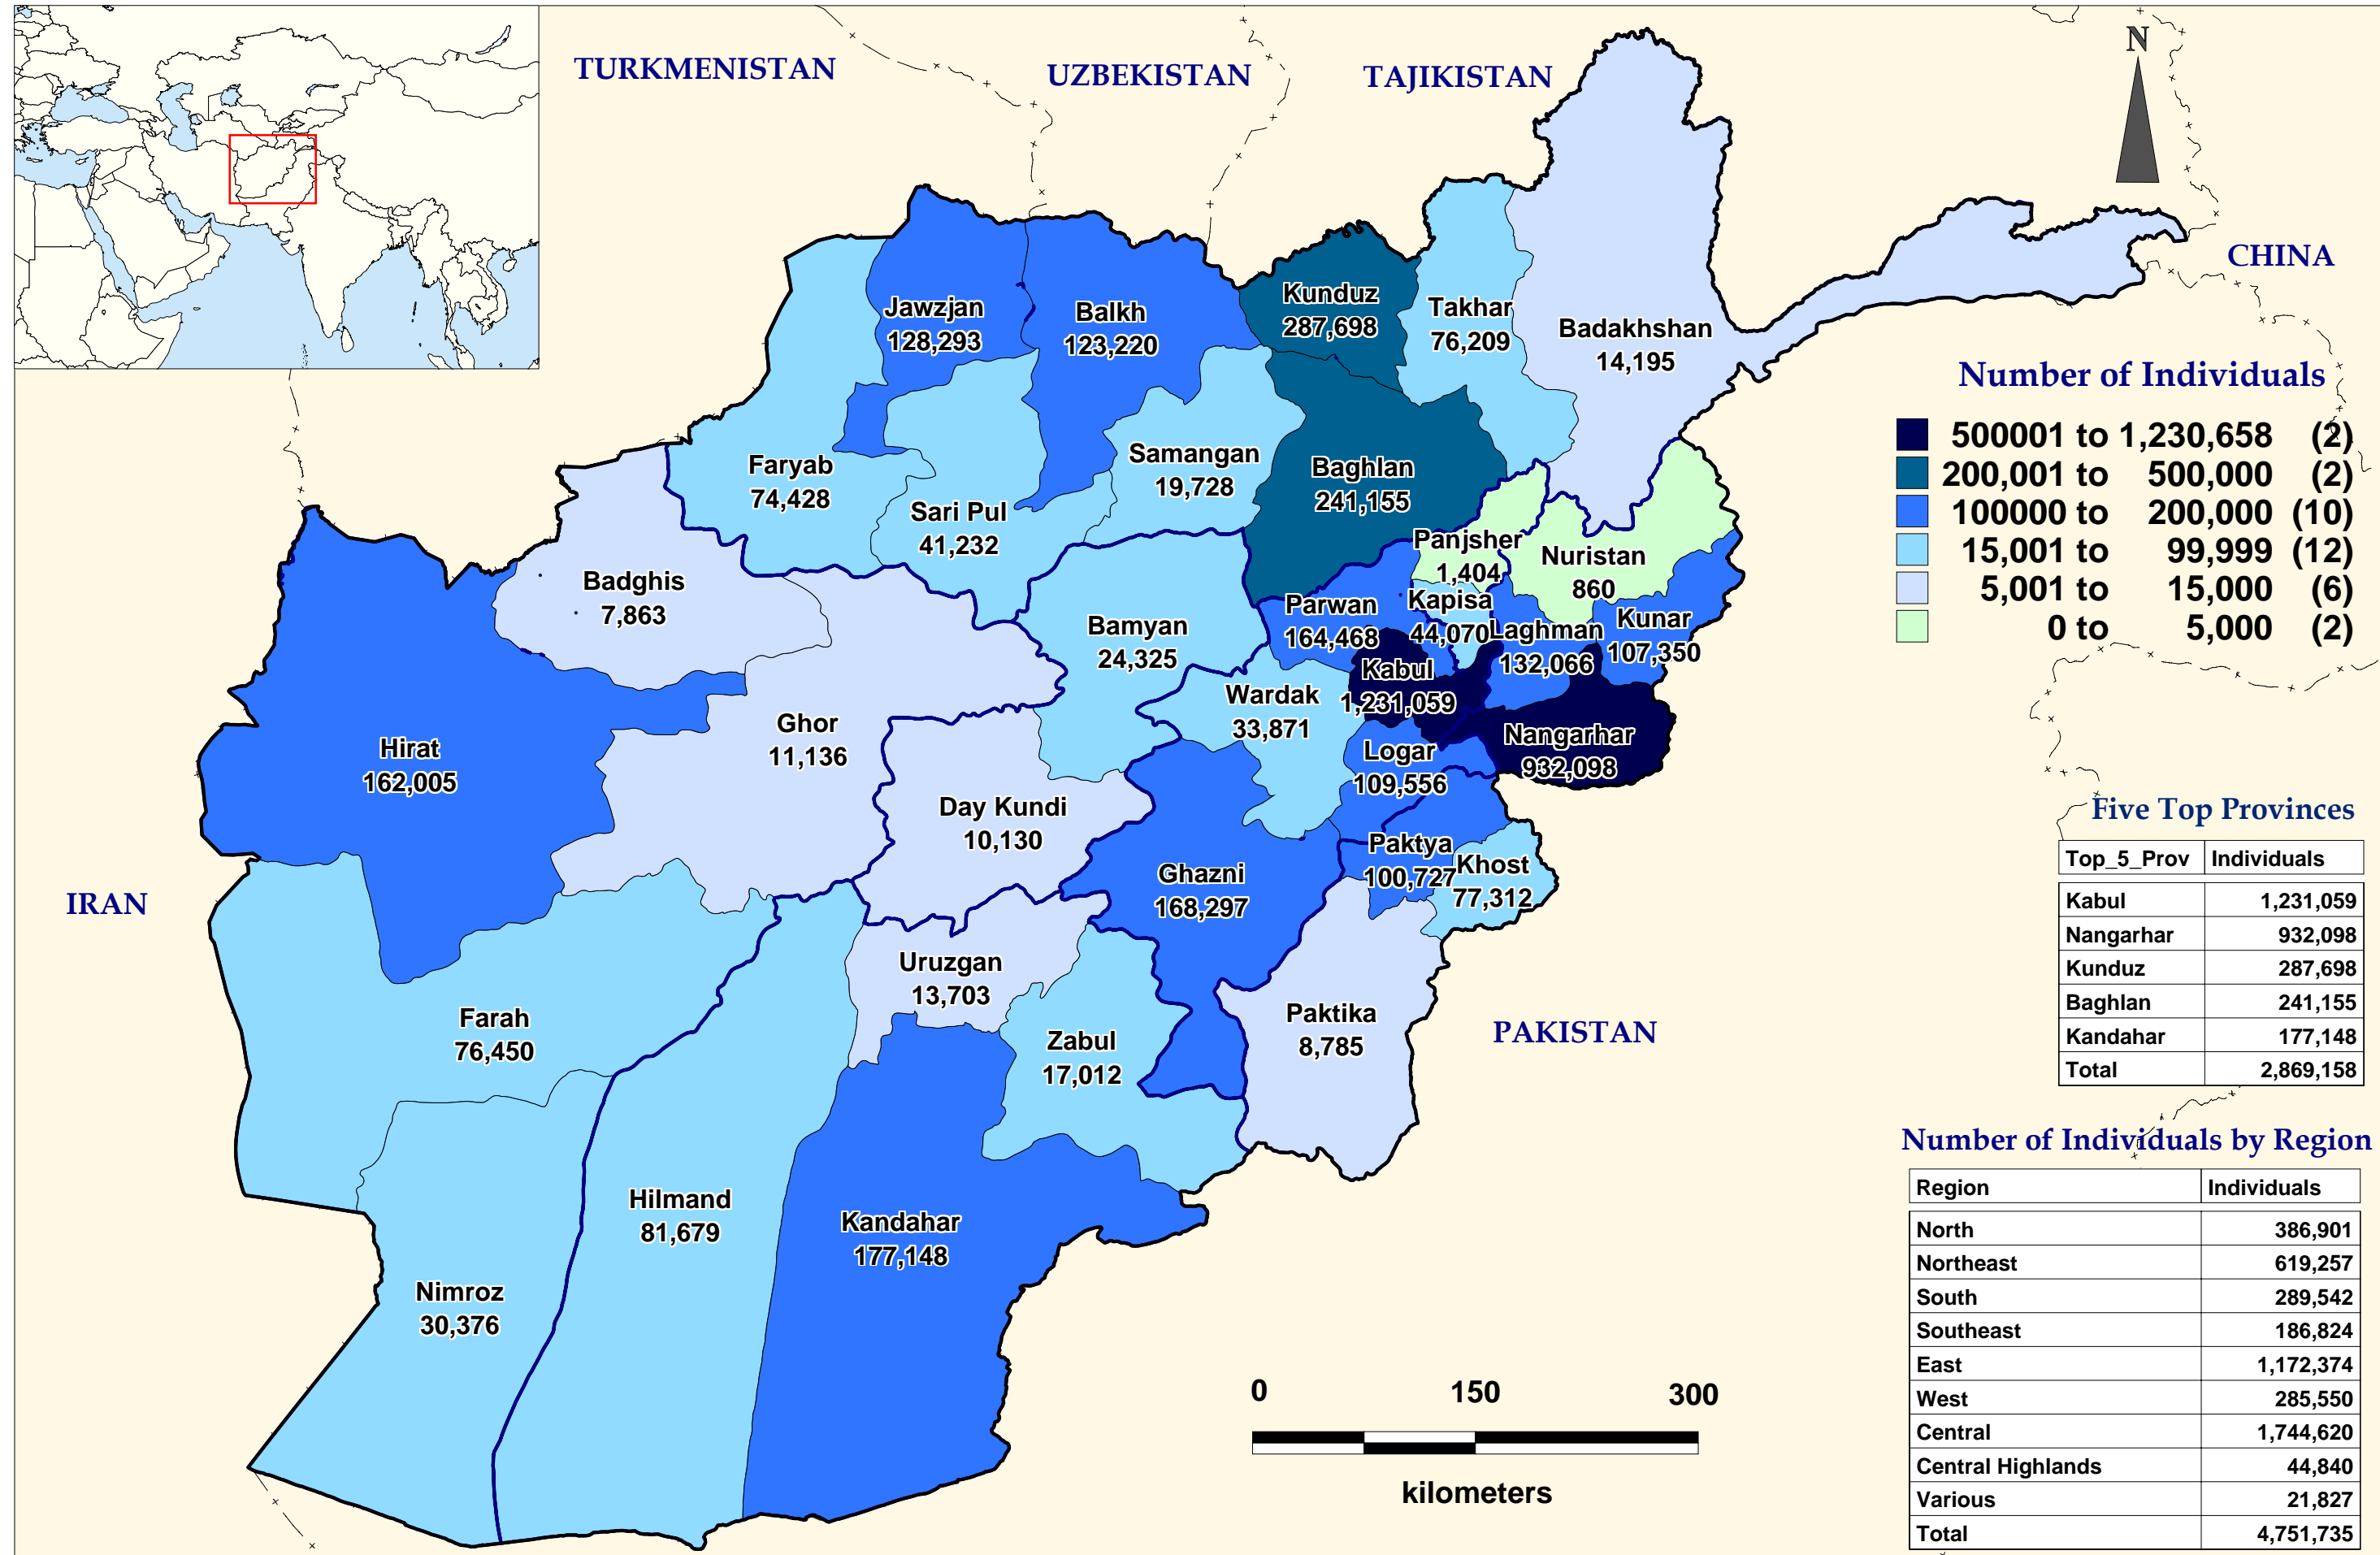 TURKMENISTAN
UZBEKISTAN
TAJIKISTAN
N
CHINA
Jawzjan
128,293
Balkh
123,220
Kunduz
287,698
Takhar
76,209
Badakhshan
14,195
Faryab
74,428
Sari Pul
41,232
Samangan
19,728
Baghlan
241,155
Panjsher
1,404
Nuristan
860
Badghis
7,863
Bamyan
24,325
Parwan
164,468
Kapisa
44,070
Laghman
132,066
Kunar
107,350
Kabul
1,231,059
Wardak
33,871
Nangarhar
932,098
Logar
109,556
Hirat
162,005
Ghor
11,136
Day Kundi
10,130
Ghazni
168,297
Paktya
100,727
Khost
77,312
IRAN
Uruzgan
13,703
Farah
76,450
Zabul
17,012
Paktika
8,785
PAKISTAN
Hilmand
81,679
Kandahar
177,148
Nimroz
30,376
0 150 300
kilometers
Number of Individuals
500001 to 1,230,658 (2)
200,001 to 500,000 (2)
100000 to 200,000 (10)
15,001 to 99,999 (12)
5,001 to 15,000 (6)
0 to 5,000 (2)
Five Top Provinces
Top_5_Prov Individuals
Kabul 1,231,059
Nangarhar 932,098
Kunduz 287,698
Baghlan 241,155
Kandahar 177,148
Total 2,869,158
Number of Individuals by Region
Region Individuals
North 386,901
Northeast 619,257
South 289,542
Southeast 186,824
East 1,172,374
West 285,550
Central 1,744,620
Central Highlands 44,840
Various 21,827
Total 4,751,735